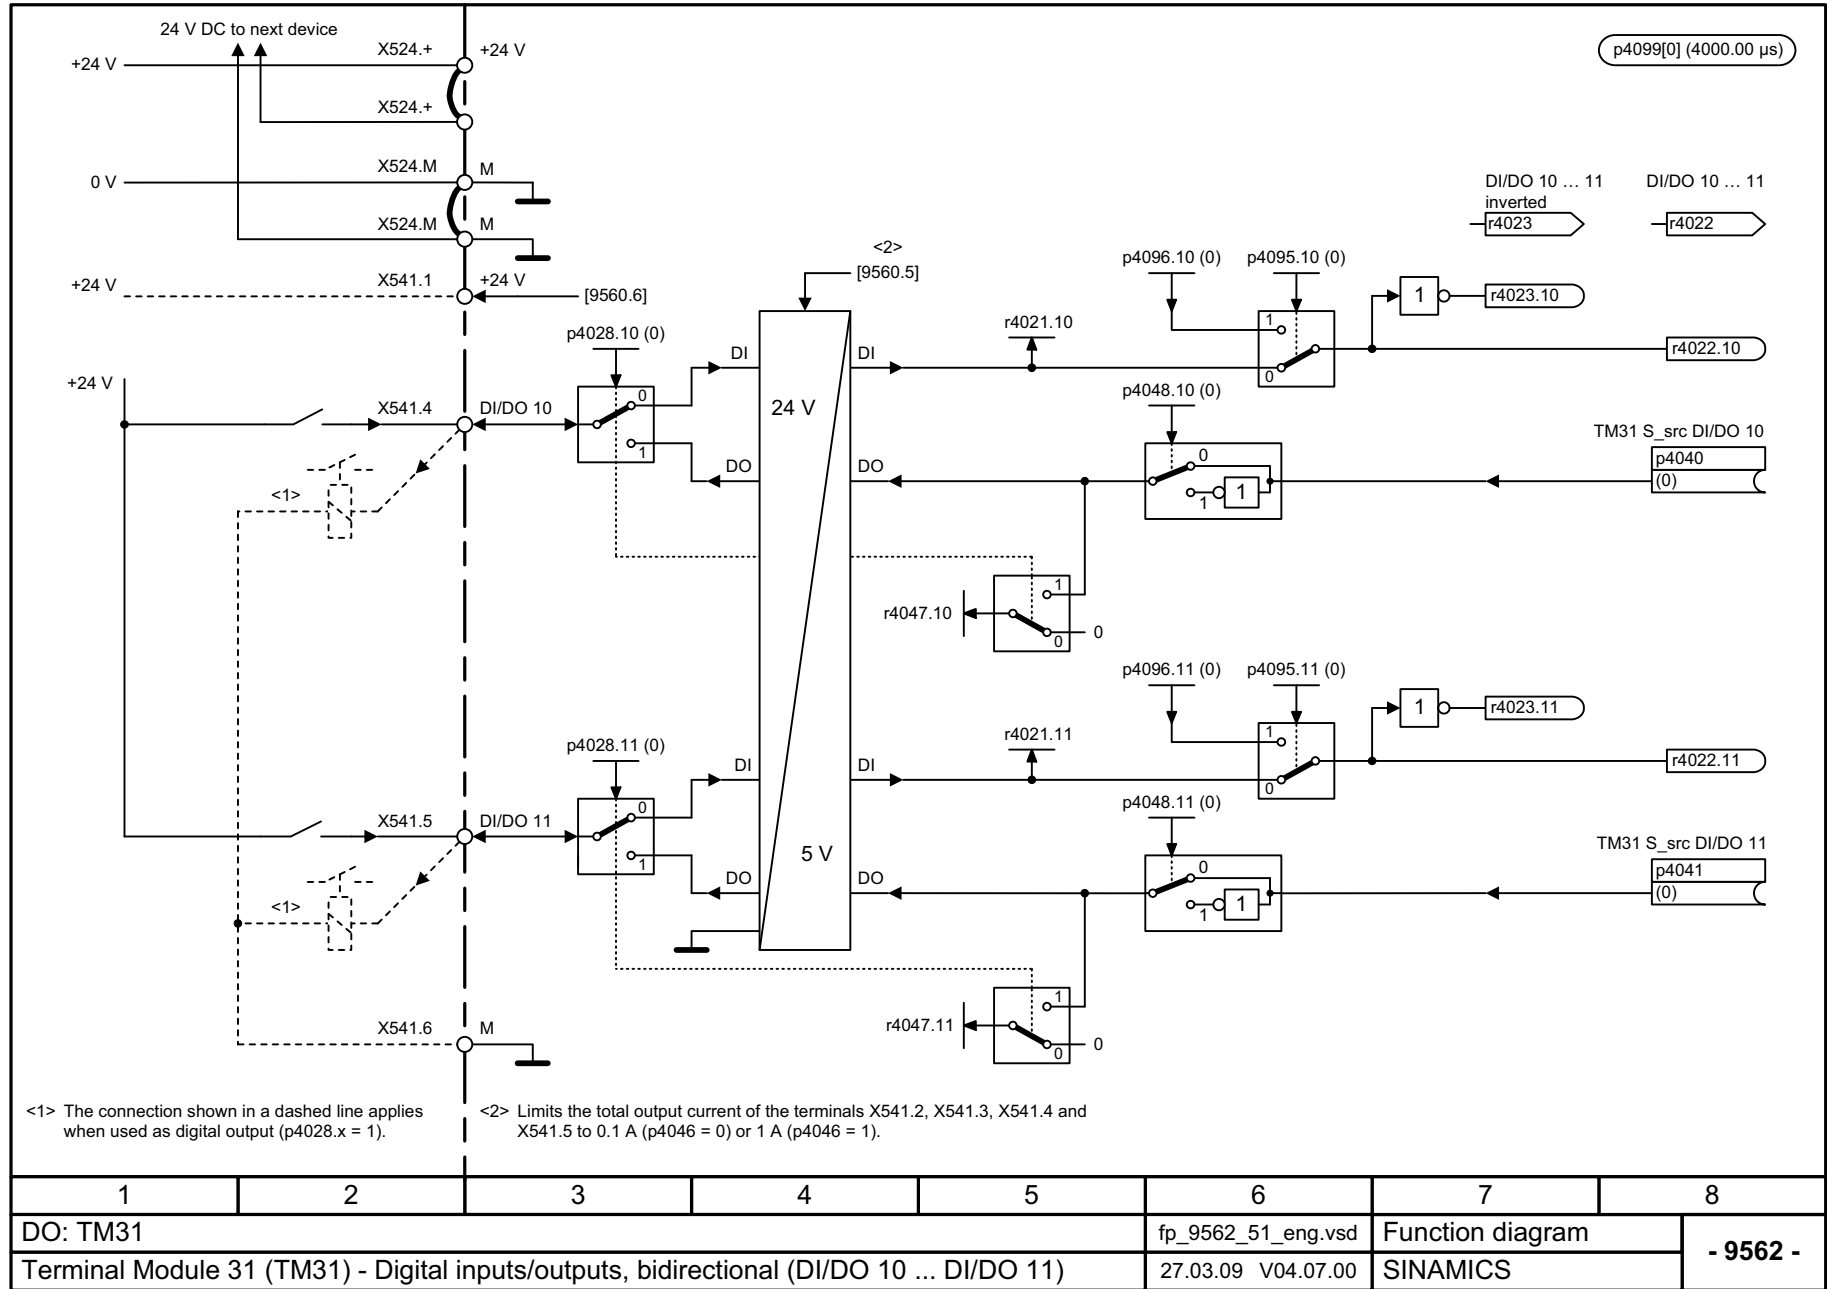 24 V DC to next device
X524.+
+24 V
+24 V
p4099[0] (4000.00 µs)
X524.+
X524.M
M
0 V
DI/DO 10 ... 11
inverted
r4023
DI/DO 10 ... 11
r4022
X524.M
M
<2>
[9560.5]
+24 V
X541.1
+24 V
[9560.6]
p4096.10 (0)
p4095.10 (0)
1
r4023.10
p4028.10 (0)
r4021.10
1
0
r4022.10
DI
DI
+24 V
X541.4
DI/DO 10
0
1
24 V
p4048.10 (0)
TM31 S_src DI/DO 10
p4040
(0)
DO
DO
0
1
1
<1>
r4047.10
1
0
0
p4096.11 (0)
p4095.11 (0)
1
r4023.11
p4028.11 (0)
r4021.11
1
0
r4022.11
DI
DI
X541.5
DI/DO 11
0
1
5 V
p4048.11 (0)
TM31 S_src DI/DO 11
p4041
(0)
DO
DO
0
1
1
<1>
r4047.11
1
0
0
X541.6
M
<1> The connection shown in a dashed line applies
when used as digital output (p4028.x = 1).
<2> Limits the total output current of the terminals X541.2, X541.3, X541.4 and
X541.5 to 0.1 A (p4046 = 0) or 1 A (p4046 = 1).
1 2 3 4 5 6 7 8
DO: TM31
fp_9562_51_eng.vsd
Function diagram
- 9562 -
Terminal Module 31 (TM31) - Digital inputs/outputs, bidirectional (DI/DO 10 ... DI/DO 11)
27.03.09 V04.07.00
SINAMICS